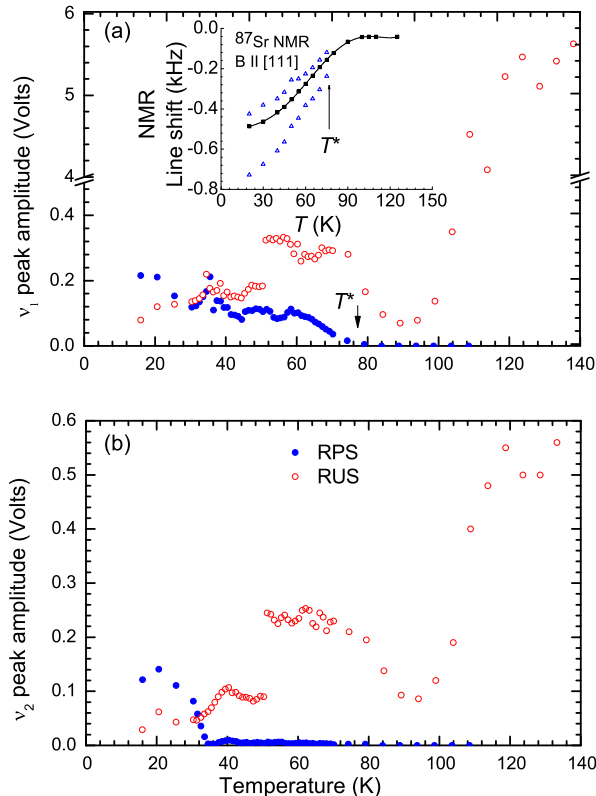 (a)
ν₁ peak amplitude (Volts)
6
5
4
0.4
0.2
0.0
0 20 40 60 80 100 120 140
⁸⁷Sr NMR
B II [111]
NMR
Line shift (kHz)
0.0
-0.2
-0.4
-0.6
-0.8
0 30 60 90 120 150
T (K)
T*
T*
(b)
ν₂ peak amplitude (Volts)
0.6
0.5
0.4
0.3
0.2
0.1
0.0
RPS
RUS
0 20 40 60 80 100 120 140
Temperature (K)